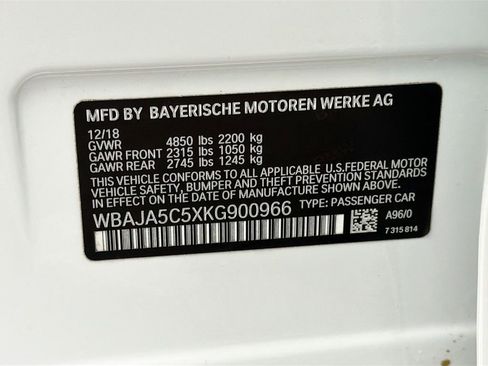 MFD BY BAYERISCHE MOTOREN WERKE AG
12/18
GVWR 4850 lbs 2200 kg
GAWR FRONT 2315 lbs 1050 kg
GAWR REAR 2745 lbs 1245 kg
THIS VEHICLE CONFORMS TO ALL APPLICABLE U.S.FEDERAL MOTOR
VEHICLE SAFETY, BUMPER AND THEFT PREVENTION STANDARDS
IN EFFECT ON THE DATE OF MANUFACTURE SHOWN ABOVE.
WBAJA5C5XKG900966 TYPE: PASSENGER CAR
A96/0
7 315 814